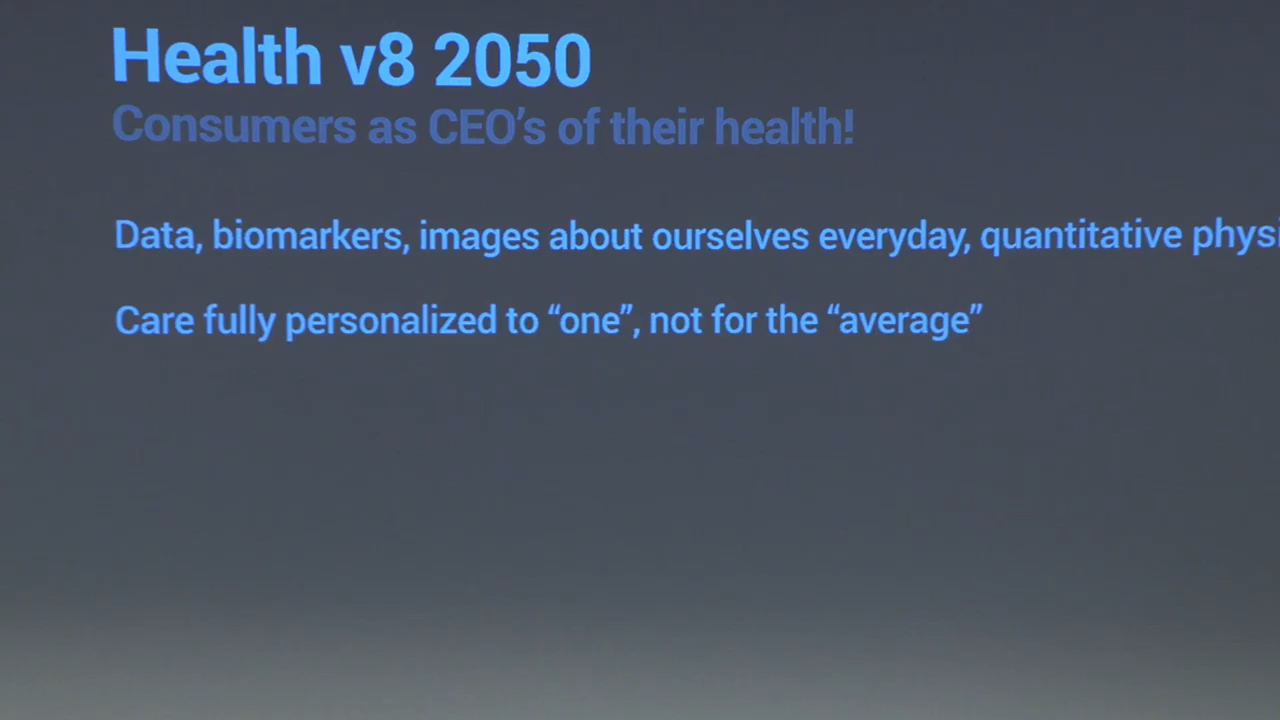 Health v8 2050
Consumers as CEO's of their health!
Data, biomarkers, images about ourselves everyday, quantitative
Care fully personalized to “one”, not for the “average”